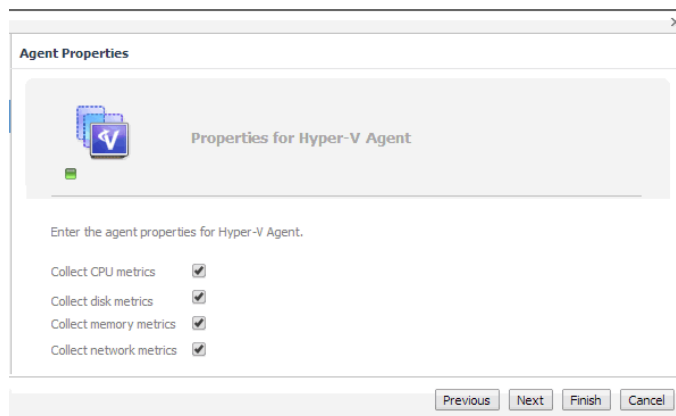 Agent Properties
Properties for Hyper-V Agent
Enter the agent properties for Hyper-V Agent.
Collect CPU metrics
Collect disk metrics
Collect memory metrics
Collect network metrics
Previous Next Finish Cancel